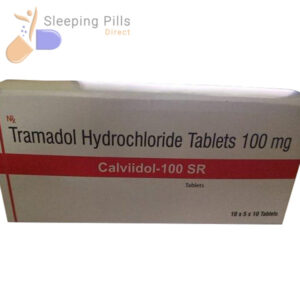 Sleeping Pills
Direct
Rx
Tramadol Hydrochloride Tablets 100 mg
Calviidol-100 SR
Tablets
10 x 5 x 10 Tablets